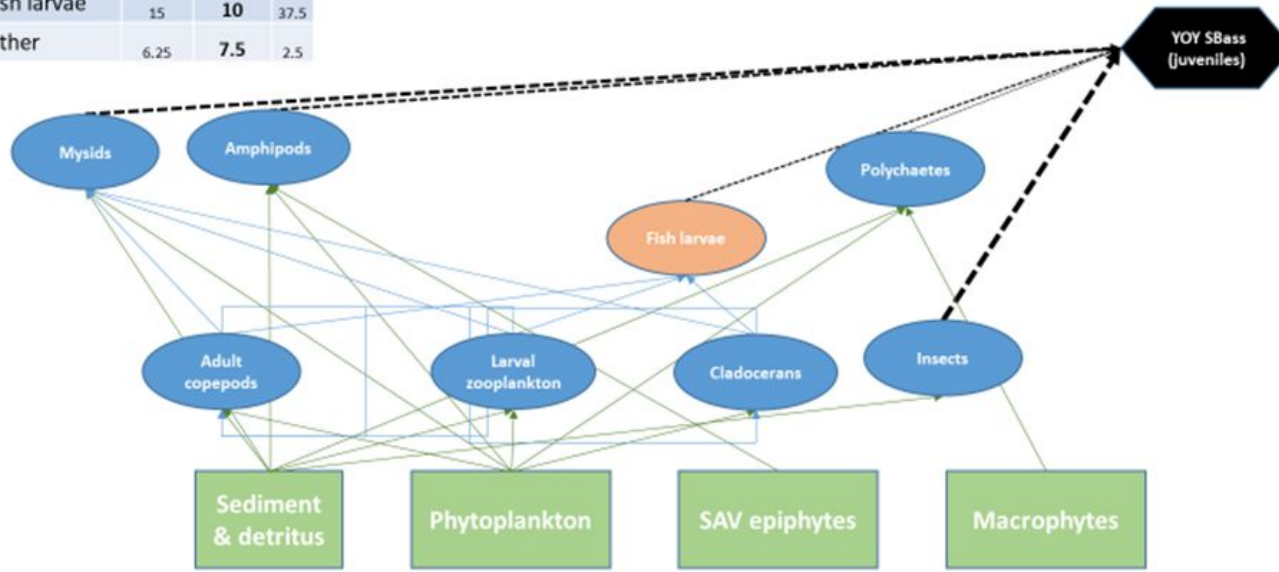 sh larvae 15 10 37.5
ther 6.25 7.5 2.5
YOY SBass
(juveniles)
Mysids
Amphipods
Polychaetes
Fish larvae
Adult
copepods
Larval
zooplankton
Cladocerans
Insects
Sediment
& detritus
Phytoplankton
SAV epiphytes
Macrophytes